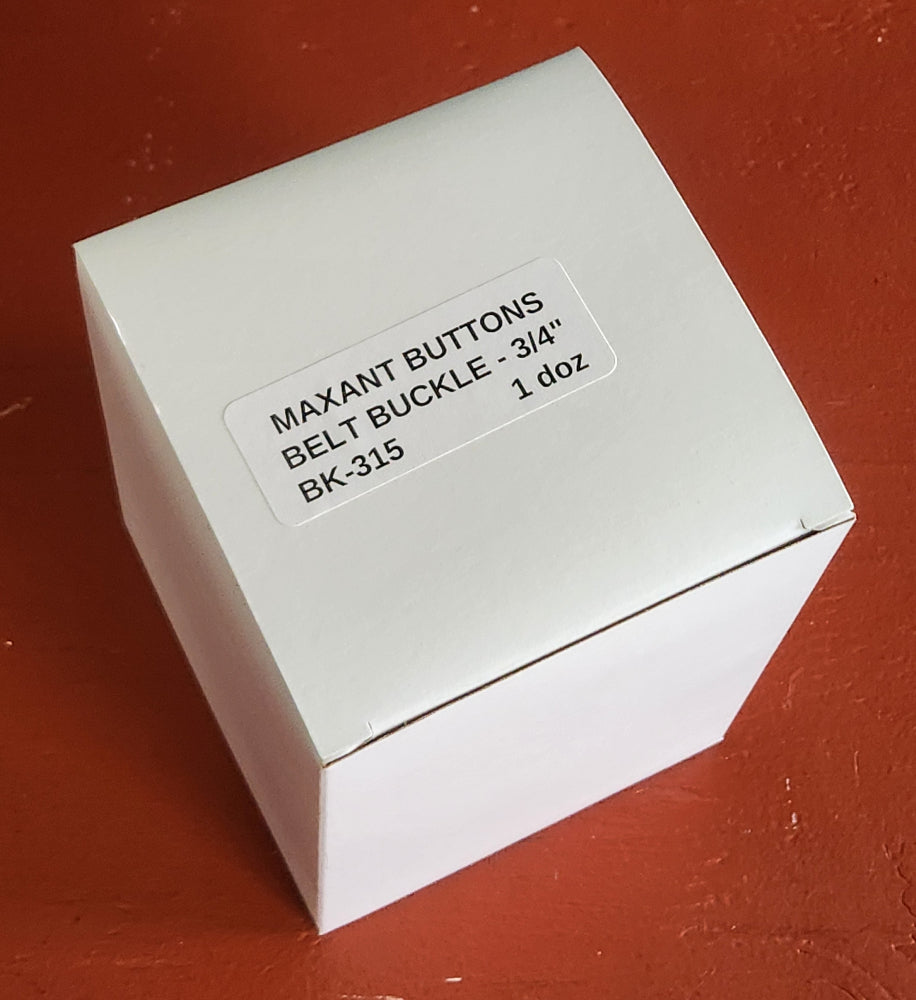 MAXANT BUTTONS
BELT BUCKLE - 3/4"
BK-315 1 doz